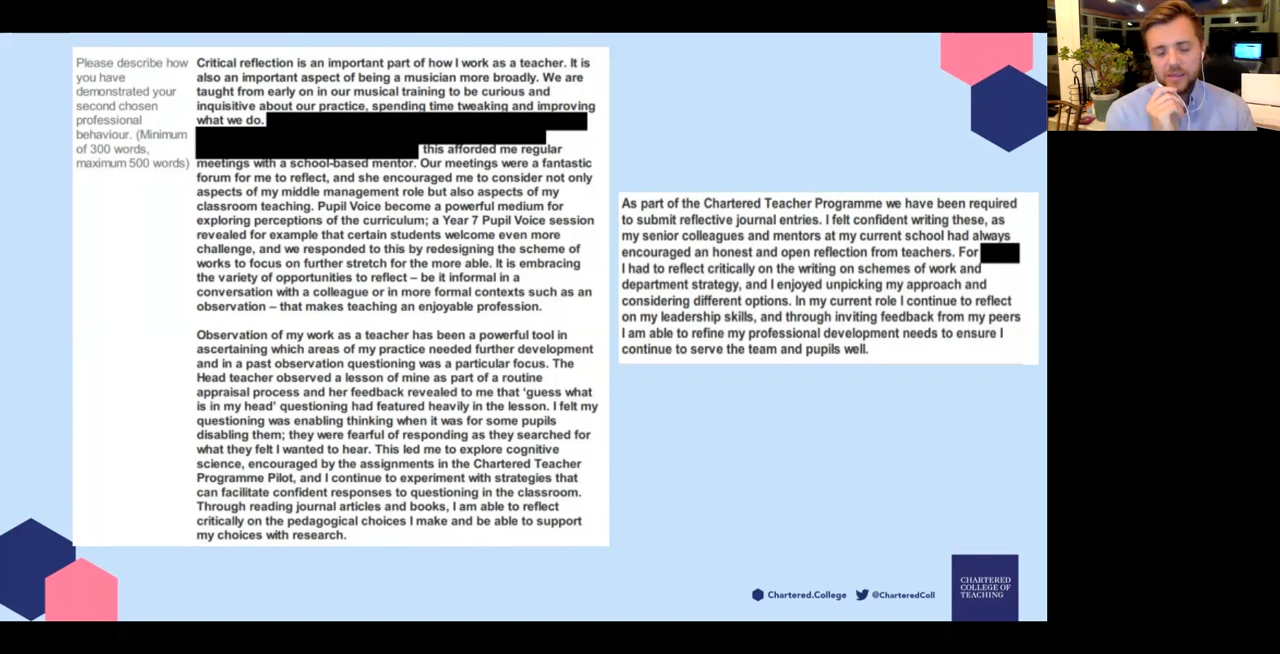 Please describe how
you have
demonstrated your
second chosen
professional
behaviour. (Minimum
of 300 words,
maximum 500 words)
Critical reflection is an important part of how I work as a teacher. It is
also an important aspect of being a musician more broadly. We are
taught from early on in our musical training to be curious and
inquisitive about our practice, spending time tweaking and improving
what we do.
this afforded me regular
meetings with a school-based mentor. Our meetings were a fantastic
forum for me to reflect, and she encouraged me to consider not only
aspects of my middle management role but also aspects of my
classroom teaching. Pupil Voice become a powerful medium for
exploring perceptions of the curriculum; a Year 7 Pupil Voice session
revealed for example that certain students welcome even more
challenge, and we responded to this by redesigning the scheme of
works to focus on further stretch for the more able. It is embracing
the variety of opportunities to reflect – be it informal in a
conversation with a colleague or in more formal contexts such as an
observation – that makes teaching an enjoyable profession.
Observation of my work as a teacher has been a powerful tool in
ascertaining which areas of my practice needed further development
and in a past observation questioning was a particular focus. The
Head teacher observed a lesson of mine as part of a routine
appraisal process and her feedback revealed to me that ‘guess what
is in my head’ questioning had featured heavily in the lesson. I felt my
questioning was enabling thinking when it was for some pupils
disabling them; they were fearful of responding as they searched for
what they felt I wanted to hear. This led me to explore cognitive
science, encouraged by the assignments in the Chartered Teacher
Programme Pilot, and I continue to experiment with strategies that
can facilitate confident responses to questioning in the classroom.
Through reading journal articles and books, I am able to reflect
critically on the pedagogical choices I make and be able to support
my choices with research.
As part of the Chartered Teacher Programme we have been required
to submit reflective journal entries. I felt confident writing these, as
my senior colleagues and mentors at my current school had always
encouraged an honest and open reflection from teachers. For
I had to reflect critically on the writing on schemes of work and
department strategy, and I enjoyed unpicking my approach and
considering different options. In my current role I continue to reflect
on my leadership skills, and through inviting feedback from my peers
I am able to refine my professional development needs to ensure I
continue to serve the team and pupils well.
Chartered.College @CharteredColl
CHARTERED
COLLEGE OF
TEACHING